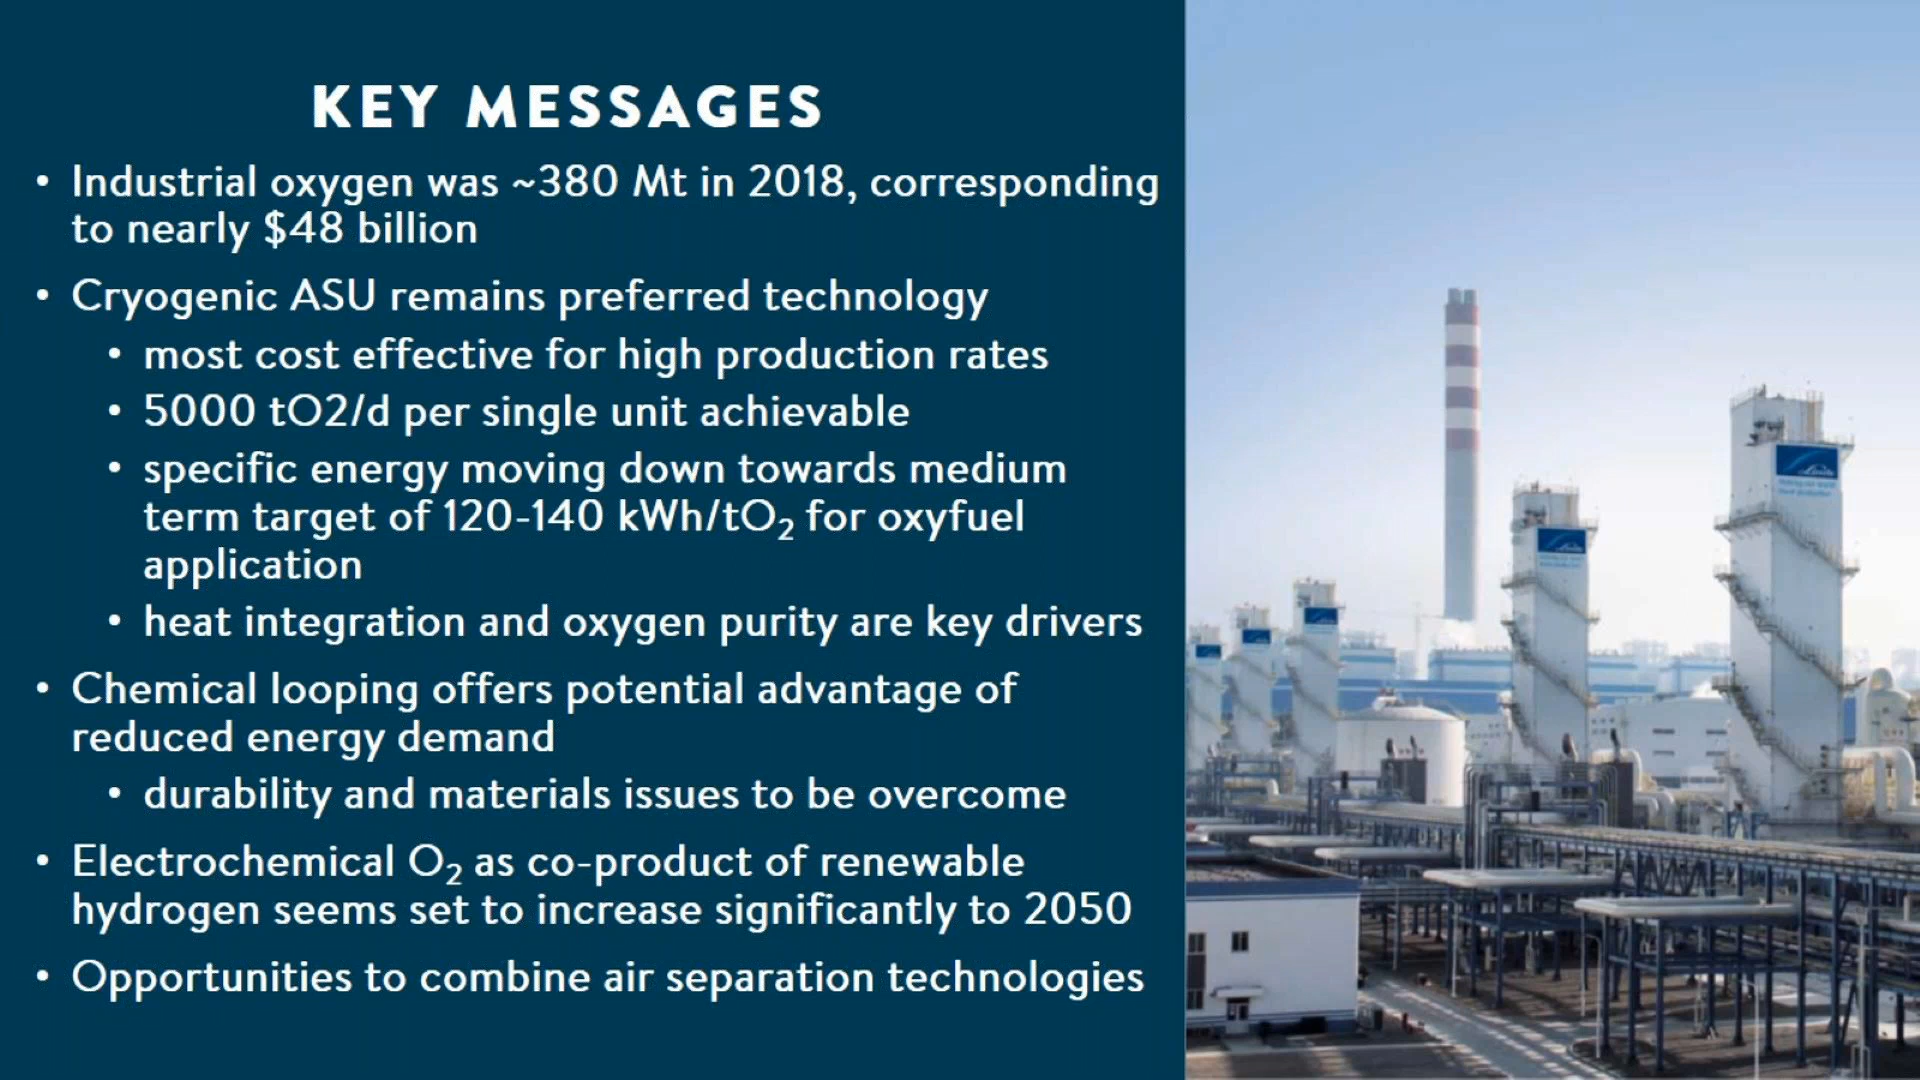 KEY MESSAGES
• Industrial oxygen was ~380 Mt in 2018, corresponding
to nearly $48 billion
• Cryogenic ASU remains preferred technology
• most cost effective for high production rates
• 5000 tO2/d per single unit achievable
• specific energy moving down towards medium
term target of 120-140 kWh/tO₂ for oxyfuel
application
• heat integration and oxygen purity are key drivers
• Chemical looping offers potential advantage of
reduced energy demand
• durability and materials issues to be overcome
• Electrochemical O₂ as co-product of renewable
hydrogen seems set to increase significantly to 2050
• Opportunities to combine air separation technologies